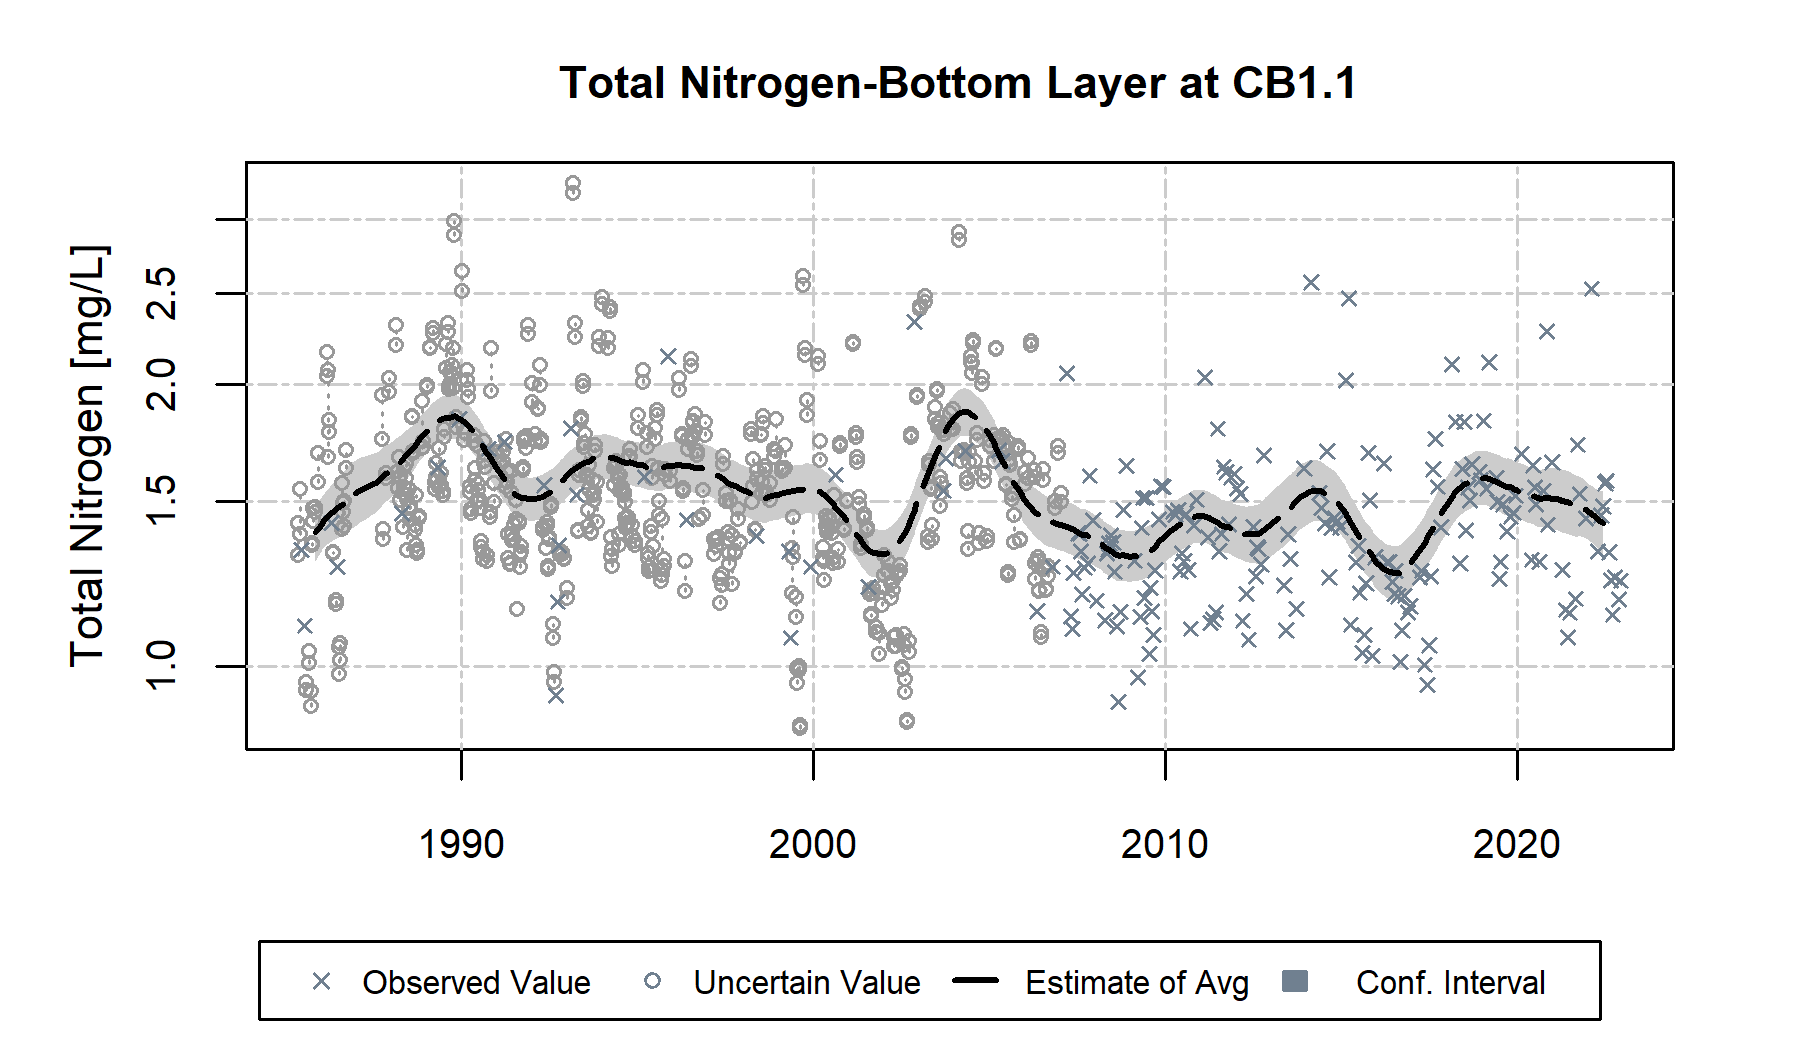 Total Nitrogen-Bottom Layer at CB1.1
Total Nitrogen [mg/L]
2.5
2.0
1.5
1.0
1990 2000 2010 2020
Observed Value Uncertain Value Estimate of Avg Conf. Interval